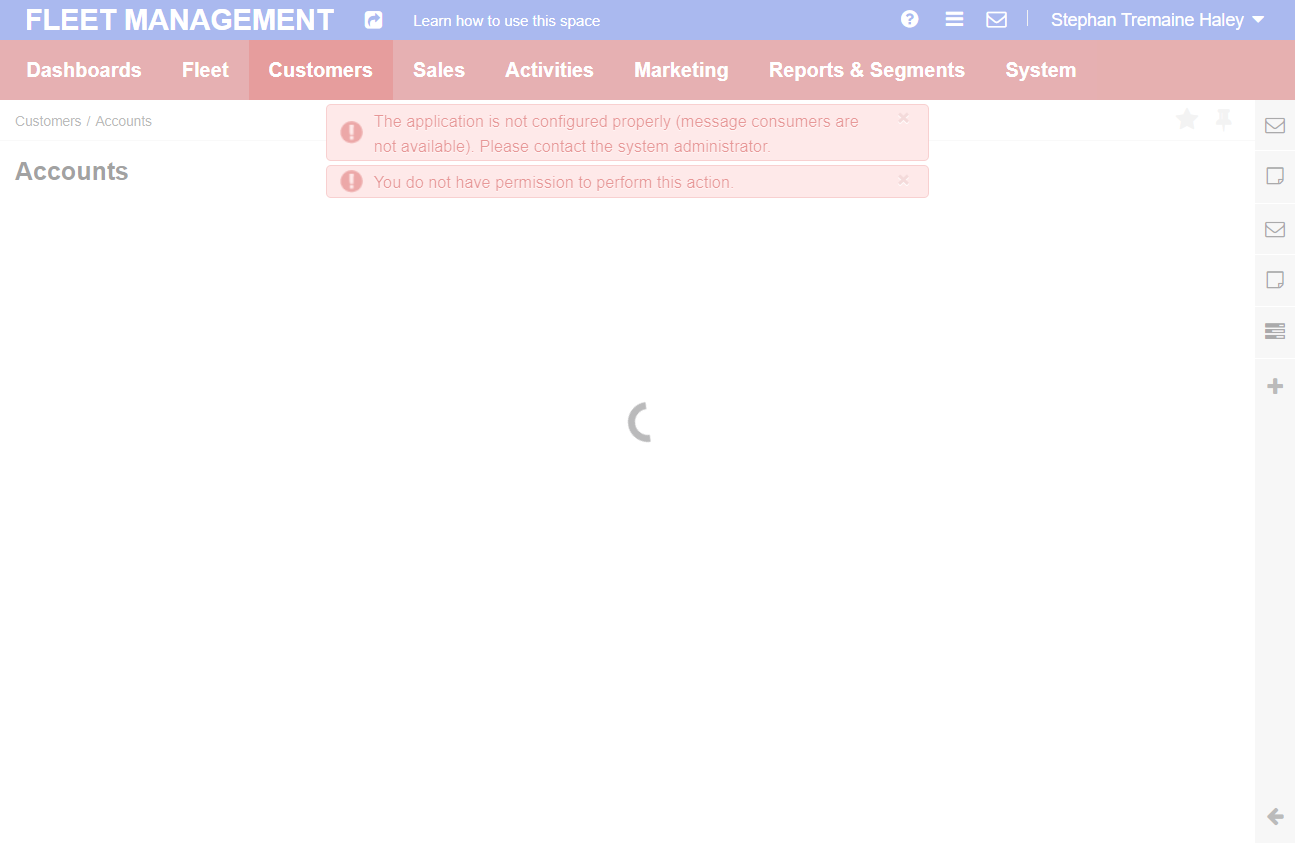 FLEET MANAGEMENT
Learn how to use this space
Stephan Tremaine Haley
Dashboards
Fleet
Customers
Sales
Activities
Marketing
Reports & Segments
System
Customers / Accounts
The application is not configured properly (message consumers are
not available). Please contact the system administrator.
You do not have permission to perform this action.
Accounts